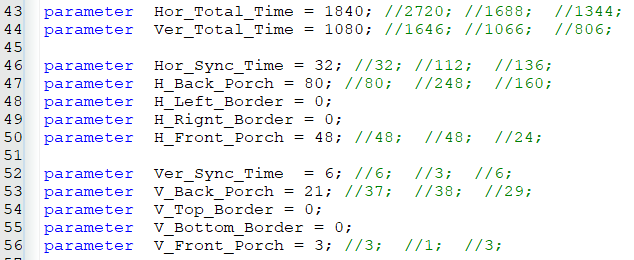 43 parameter Hor_Total_Time = 1840; //2720; //1688; //1344;
44 parameter Ver_Total_Time = 1080; //1646; //1066; //806;
45
46 parameter Hor_Sync_Time = 32; //32; //112; //136;
47 parameter H_Back_Porch = 80; //80; //248; //160;
48 parameter H_Left_Border = 0;
49 parameter H_Rignt_Border = 0;
50 parameter H_Front_Porch = 48; //48; //48; //24;
51
52 parameter Ver_Sync_Time = 6; //6; //3; //6;
53 parameter V_Back_Porch = 21; //37; //38; //29;
54 parameter V_Top_Border = 0;
55 parameter V_Bottom_Border = 0;
56 parameter V_Front_Porch = 3; //3; //1; //3;